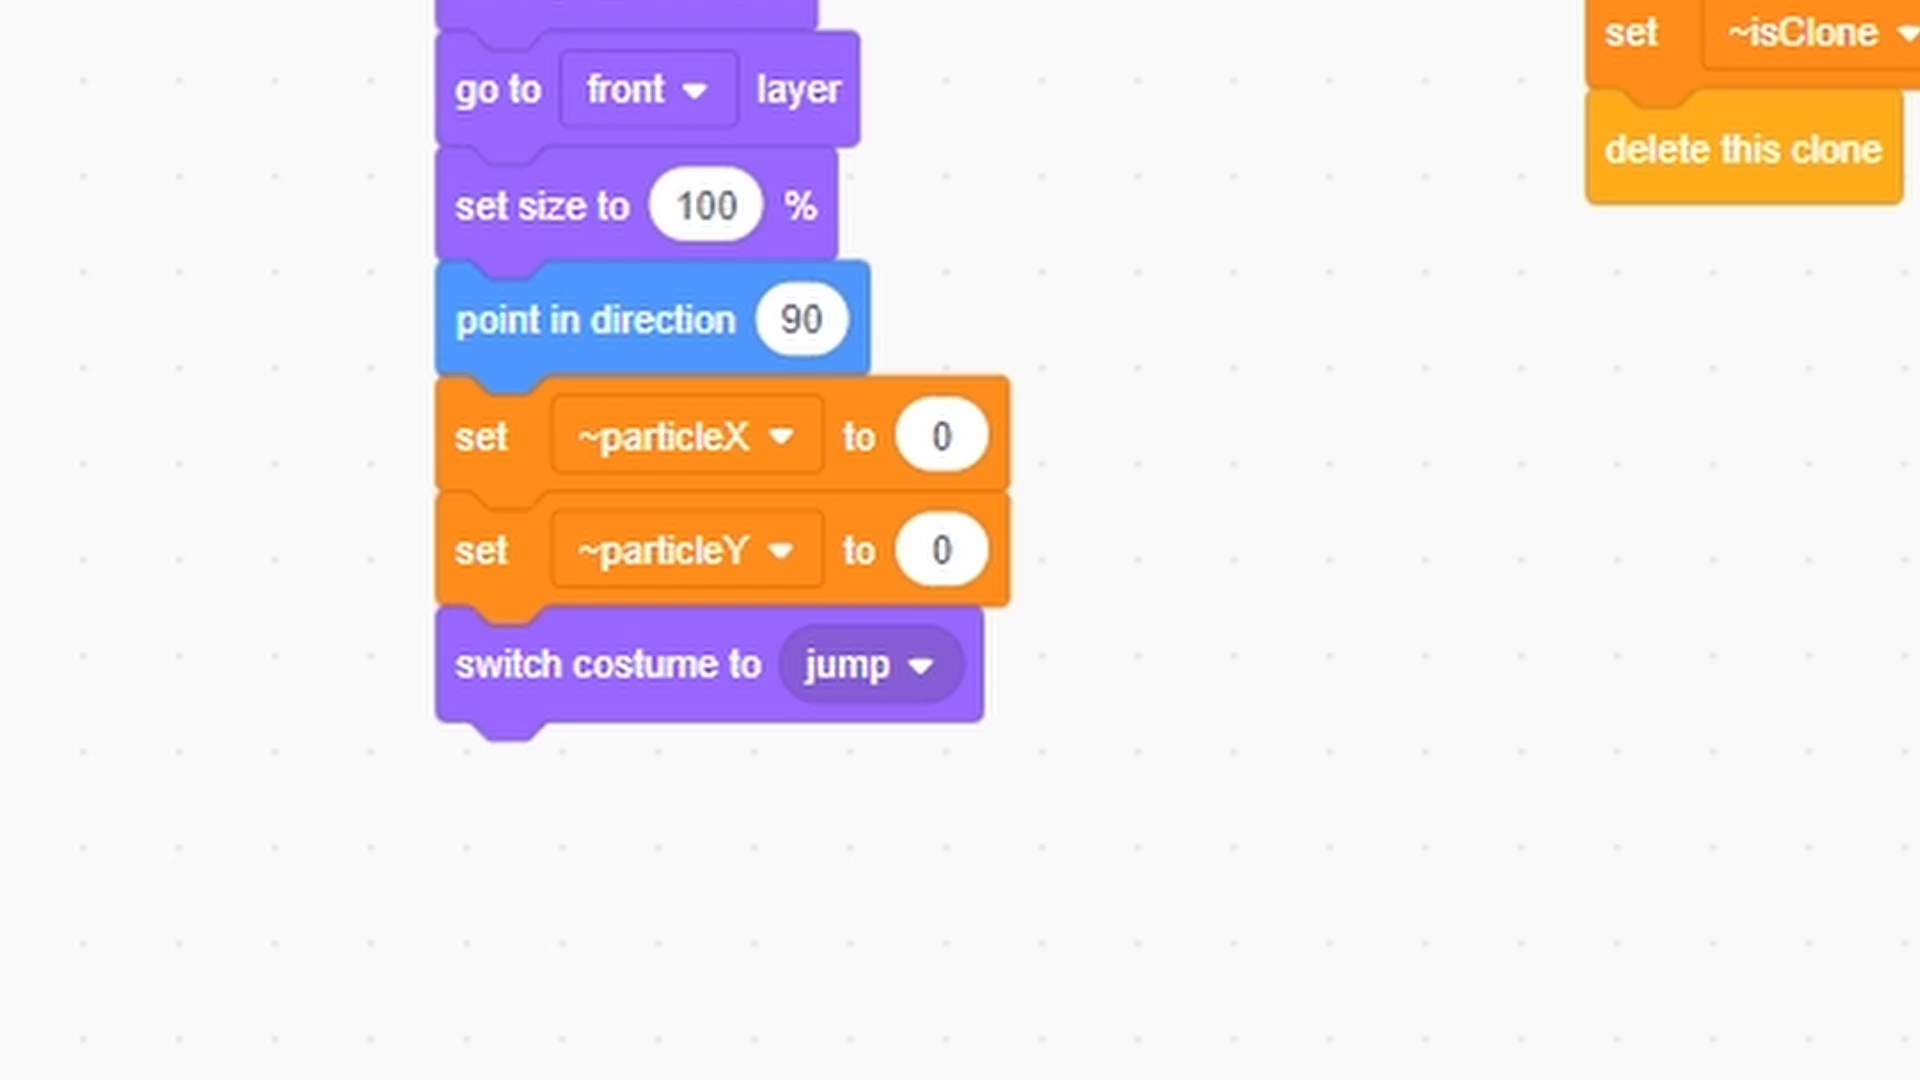 go to front layer
set size to 100 %
point in direction 90
set ~particleX to 0
set ~particleY to 0
switch costume to jump
set ~isClone
delete this clone